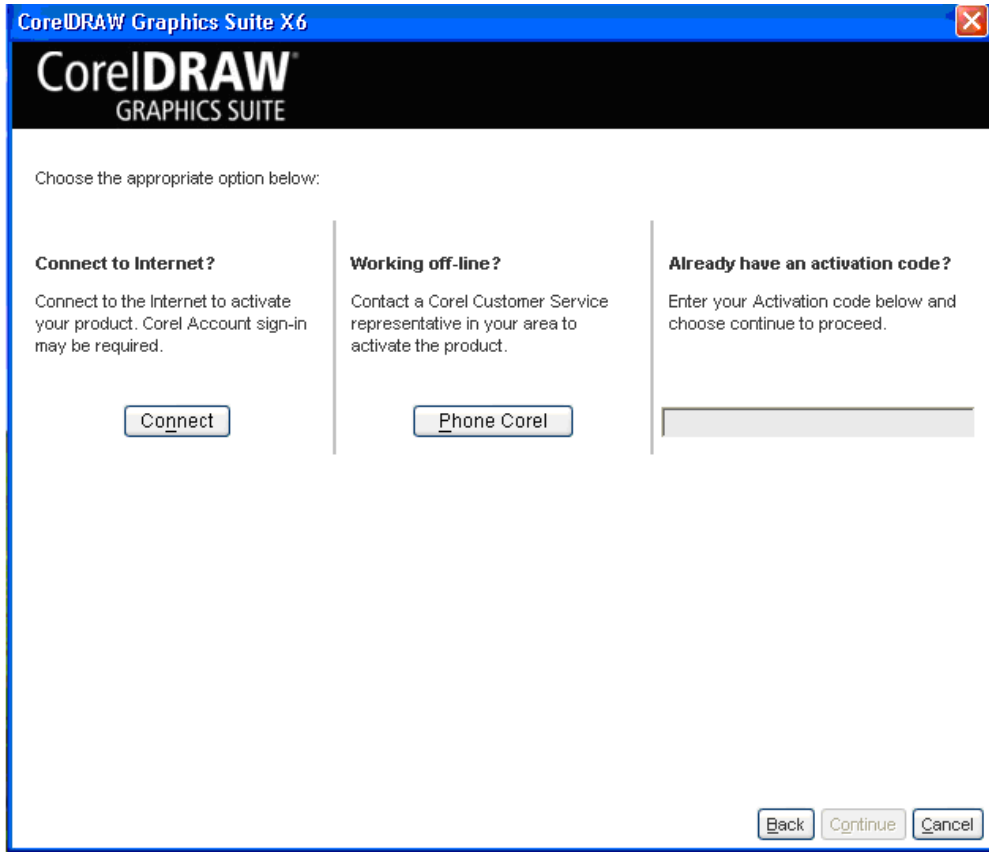 CorelDRAW Graphics Suite X6
CorelDRAW®
GRAPHICS SUITE
Choose the appropriate option below:
Connect to Internet?
Connect to the Internet to activate
your product. Corel Account sign-in
may be required.
Connect
Working off-line?
Contact a Corel Customer Service
representative in your area to
activate the product.
Phone Corel
Already have an activation code?
Enter your Activation code below and
choose continue to proceed.
Back Continue Cancel